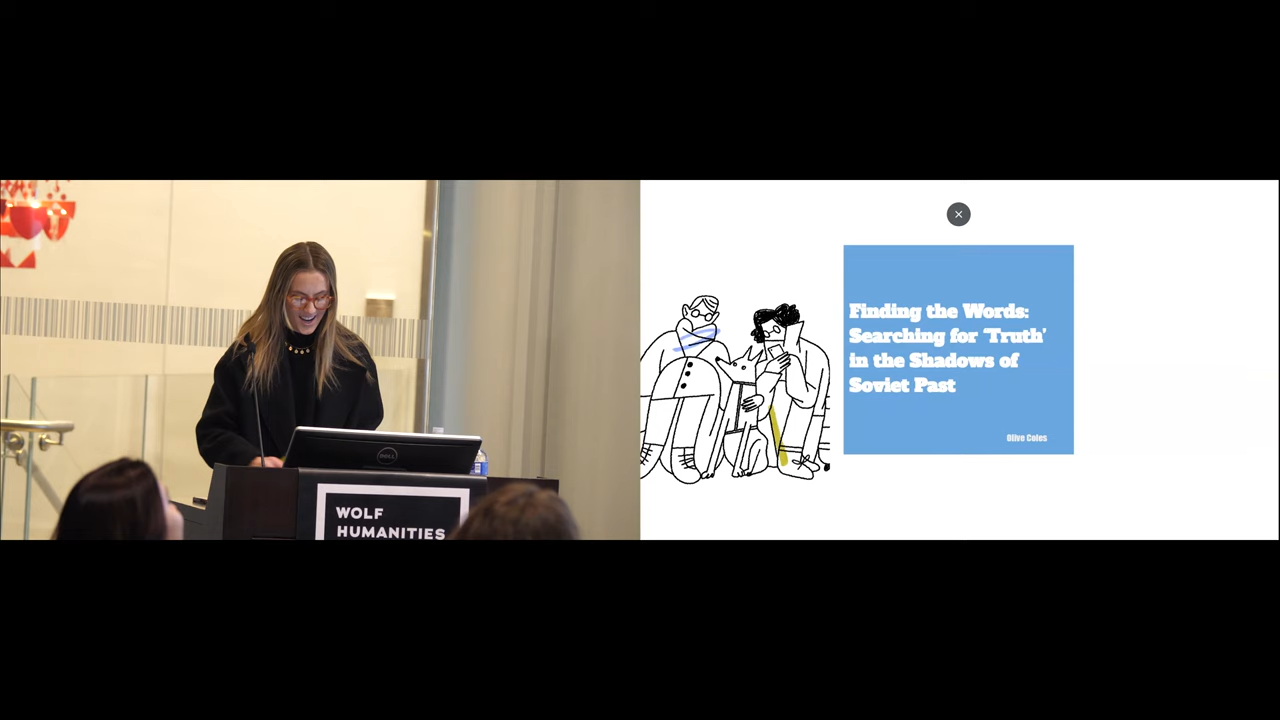 DELL
WOLF
HUMANITIES
Finding the Words:
Searching for 'Truth'
in the Shadows of
Soviet Past
Olive Coles